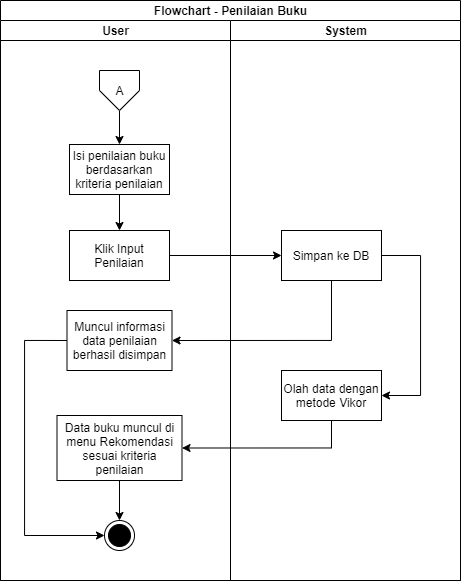 Flowchart - Penilaian Buku
User
System
A
Isi penilaian buku
berdasarkan
kriteria penilaian
Klik Input
Penilaian
Simpan ke DB
Muncul informasi
data penilaian
berhasil disimpan
Olah data dengan
metode Vikor
Data buku muncul di
menu Rekomendasi
sesuai kriteria
penilaian